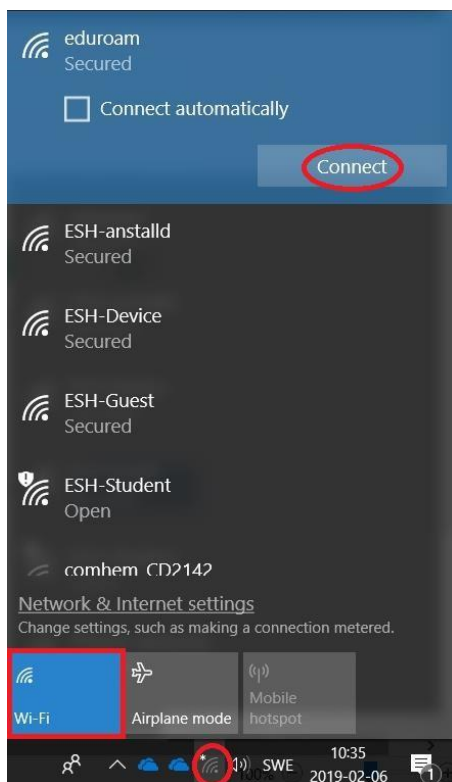 eduroam
Secured
Connect automatically
Connect
ESH-anstalld
Secured
ESH-Device
Secured
ESH-Guest
Secured
ESH-Student
Open
comhem_CD2142
Network & Internet settings
Change settings, such as making a connection metered.
Wi-Fi
Airplane mode
Mobile
hotspot
100%
SWE
10:35
2019-02-06